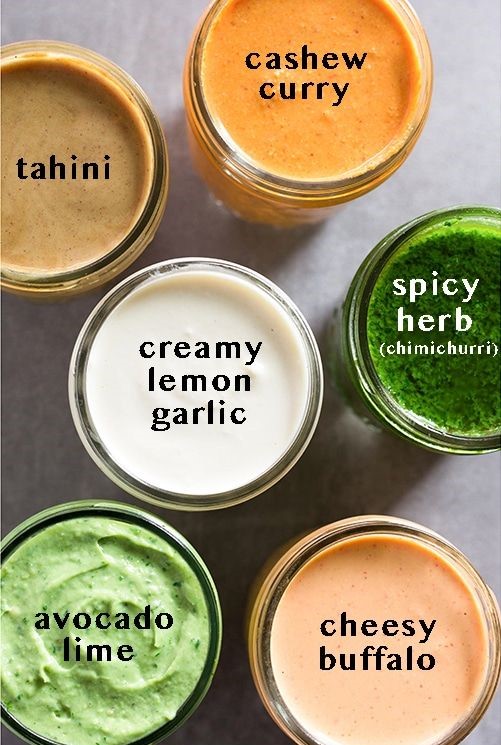 cashew
curry
tahini
spicy
herb
(chimichurri)
creamy
lemon
garlic
avocado
lime
cheesy
buffalo